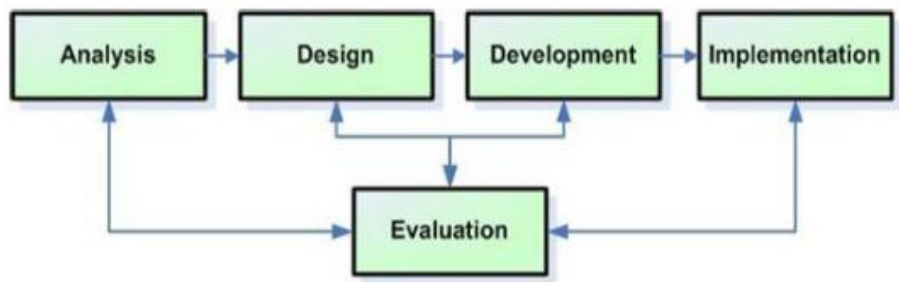 Analysis
Design
Development
Implementation
Evaluation